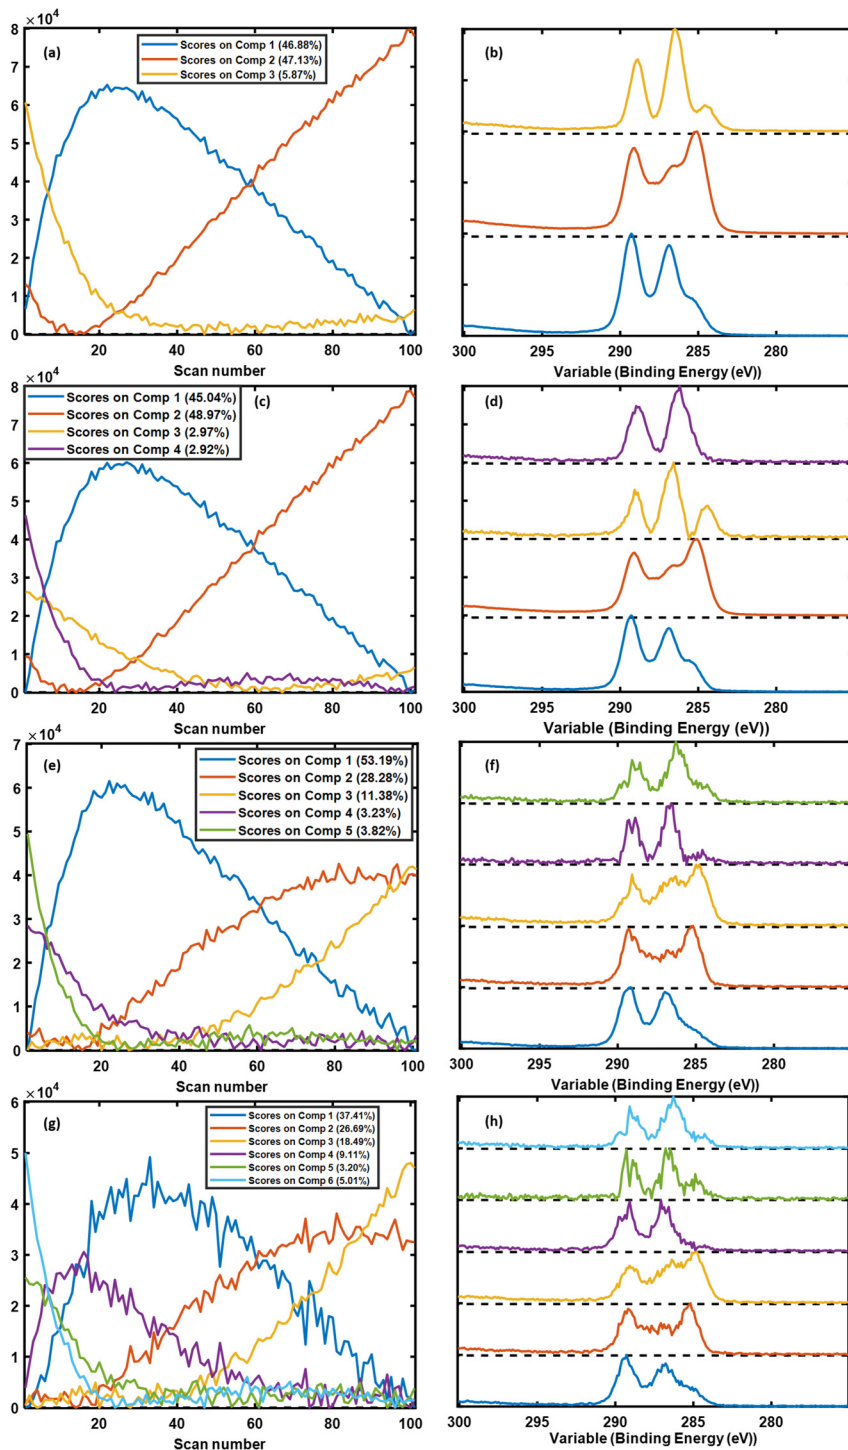 ×10⁴
(a)
Scores on Comp 1 (46.88%)
Scores on Comp 2 (47.13%)
Scores on Comp 3 (5.87%)
8
7
6
5
4
3
2
1
0
20 40 60 80 100
Scan number
(b)
300 295 290 285 280
Variable (Binding Energy (eV))
×10⁴
(c)
Scores on Comp 1 (45.04%)
Scores on Comp 2 (48.97%)
Scores on Comp 3 (2.97%)
Scores on Comp 4 (2.92%)
8
7
6
5
4
3
2
1
0
20 40 60 80 100
Scan number
(d)
300 295 290 285 280
Variable (Binding Energy (eV))
×10⁴
(e)
Scores on Comp 1 (53.19%)
Scores on Comp 2 (28.28%)
Scores on Comp 3 (11.38%)
Scores on Comp 4 (3.23%)
Scores on Comp 5 (3.82%)
7
6
5
4
3
2
1
0
20 40 60 80 100
Scan number
(f)
300 295 290 285 280
Variable (Binding Energy (eV))
×10⁴
(g)
Scores on Comp 1 (37.41%)
Scores on Comp 2 (26.69%)
Scores on Comp 3 (18.49%)
Scores on Comp 4 (9.11%)
Scores on Comp 5 (3.20%)
Scores on Comp 6 (5.01%)
6
5
4
3
2
1
0
20 40 60 80 100
Scan number
(h)
300 295 290 285 280
Variable (Binding Energy (eV))